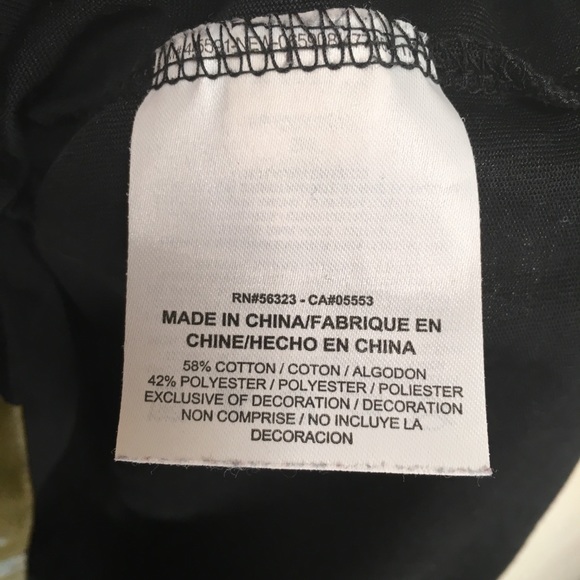 RN#56323 - CA#05553
MADE IN CHINA/FABRIQUE EN
CHINE/HECHO EN CHINA
58% COTTON / COTON / ALGODON
42% POLYESTER / POLYESTER / POLIESTER
EXCLUSIVE OF DECORATION / DECORATION
NON COMPRISE / NO INCLUYE LA
DECORACION